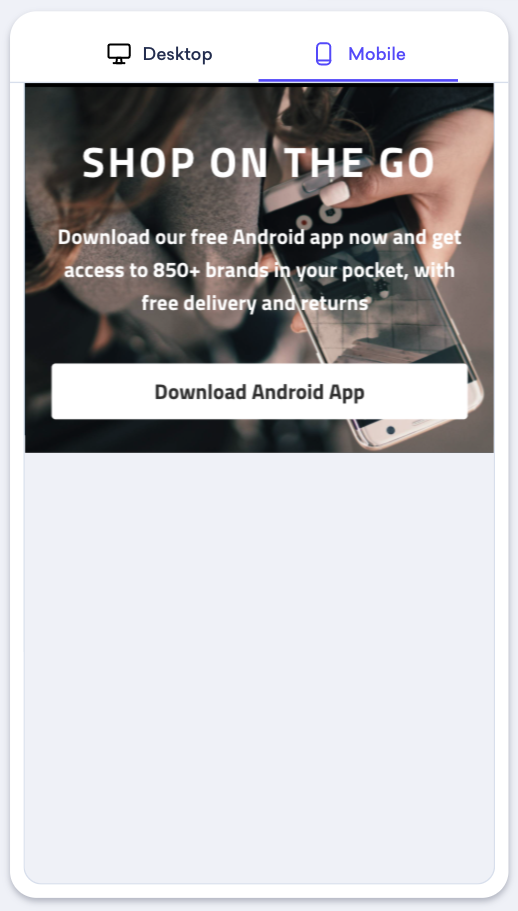 Desktop
Mobile
SHOP ON THE GO
Download our free Android app now and get
access to 850+ brands in your pocket, with
free delivery and returns
Download Android App